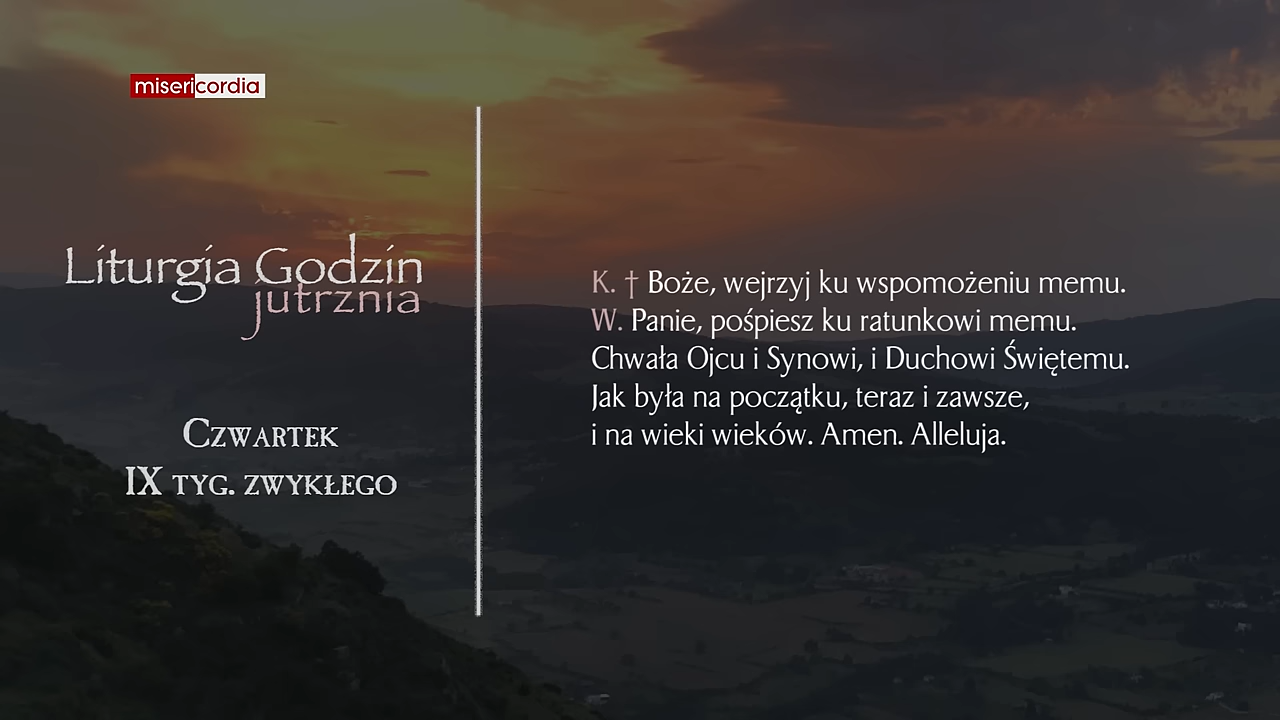 misericordia
Liturgia Godzin
jutrznia
Czwartek
IX tyg. zwykłego
K. † Boże, wejrzyj ku wspomożeniu memu.
W. Panie, pośpiesz ku ratunkowi memu.
Chwała Ojcu i Synowi, i Duchowi Świętemu.
Jak była na początku, teraz i zawsze,
i na wieki wieków. Amen. Alleluja.